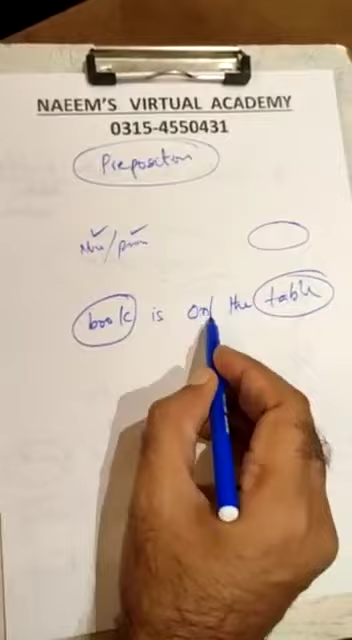 NAEEM'S VIRTUAL ACADEMY
0315-4550431
Preposition
book is on the table